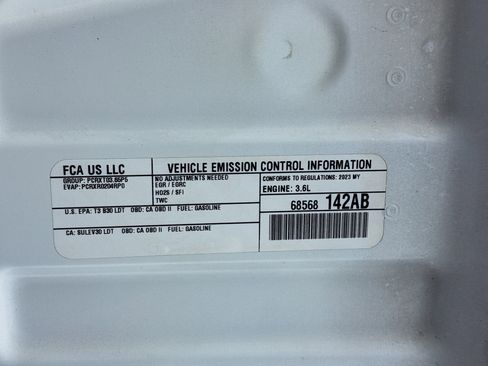 FCA US LLC
GROUP: PCRXT03.65P5
EVAP: PCRXR0204RP0
VEHICLE EMISSION CONTROL INFORMATION
NO ADJUSTMENTS NEEDED
EGR / EGRC
HO2S / SFI
TWC
CONFORMS TO REGULATIONS: 2023 MY
ENGINE: 3.6L
68568 142AB
U.S. EPA: T3 B30 LDT OBD: CA OBD II FUEL: GASOLINE
CA: SULEV30 LDT OBD: CA OBD II FUEL: GASOLINE